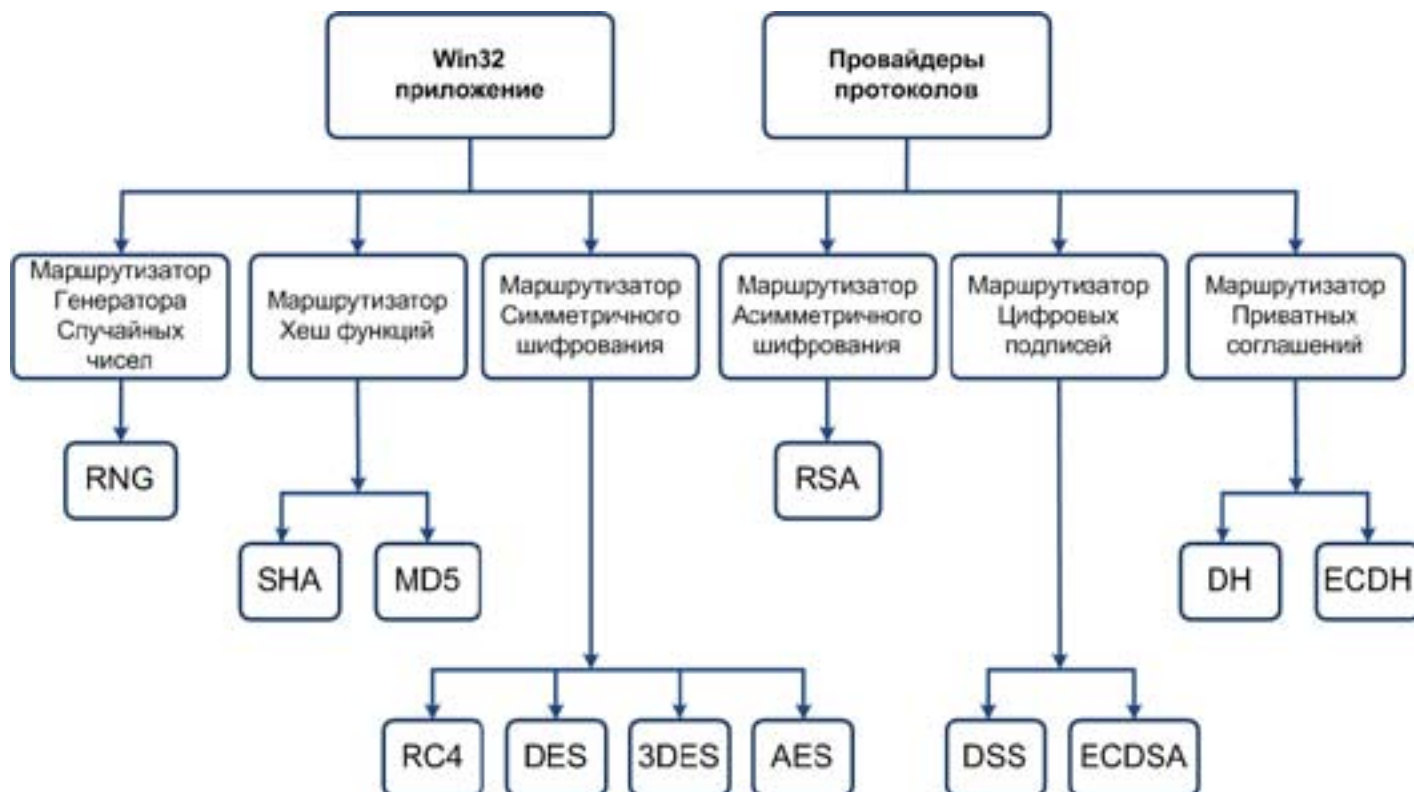 Win32
приложение
Провайдеры
протоколов
Маршрутизатор
Генератора
Случайных
чисел
Маршрутизатор
Хеш функций
Маршрутизатор
Симметричного
шифрования
Маршрутизатор
Асимметричного
шифрования
Маршрутизатор
Цифровых
подписей
Маршрутизатор
Приватных
соглашений
RNG
RSA
SHA
MD5
DH
ECDH
RC4
DES
3DES
AES
DSS
ECDSA